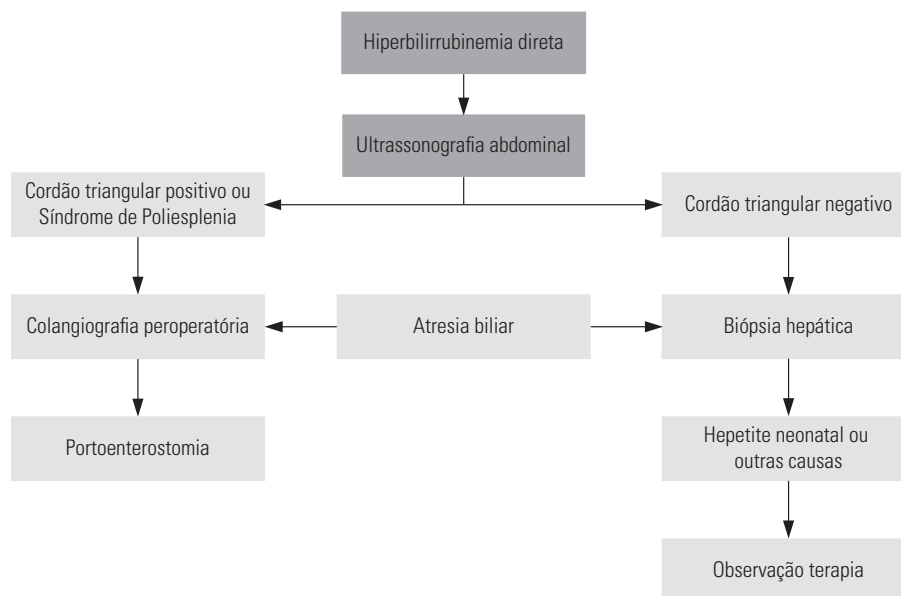 Hiperbilirrubinemia direta
Ultrassonografia abdominal
Cordão triangular positivo ou
Síndrome de Poliesplenia
Cordão triangular negativo
Colangiografia peroperatória
Atresia biliar
Biópsia hepática
Portoenterostomia
Hepetite neonatal ou
outras causas
Observação terapia